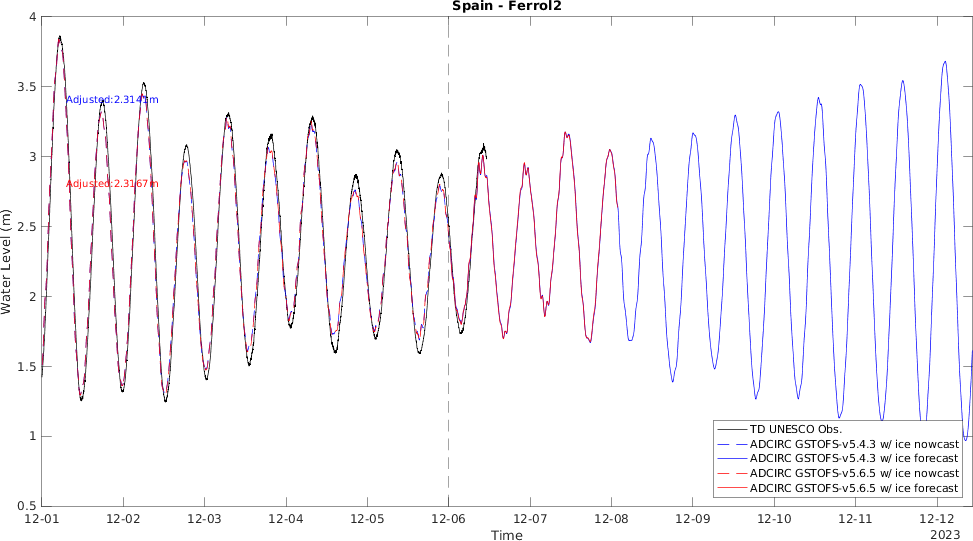 Spain - Ferrol2
Water Level (m)
4
3.5
3
2.5
2
1.5
1
0.5
Adjusted:2.3141m
Adjusted:2.3167m
TD UNESCO Obs.
ADCIRC GSTOFS-v5.4.3 w/ ice nowcast
ADCIRC GSTOFS-v5.4.3 w/ ice forecast
ADCIRC GSTOFS-v5.6.5 w/ ice nowcast
ADCIRC GSTOFS-v5.6.5 w/ ice forecast
12-01 12-02 12-03 12-04 12-05 12-06 12-07 12-08 12-09 12-10 12-11 12-12
Time
2023